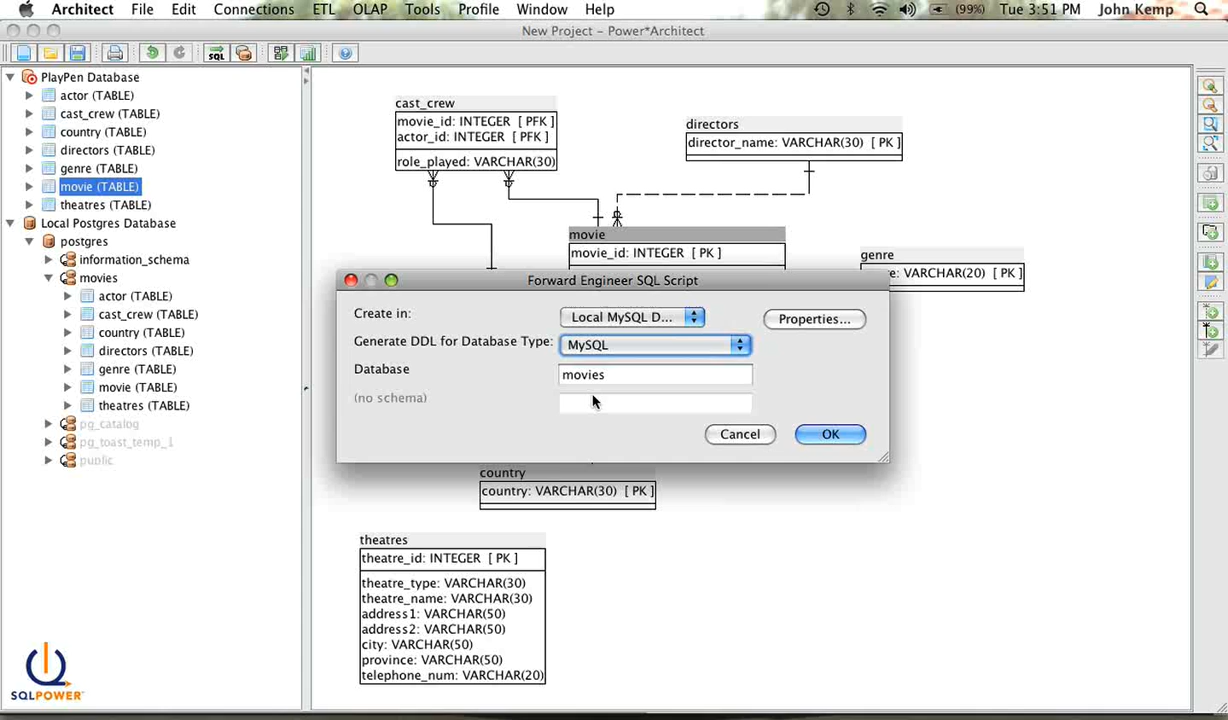 Architect File Edit Connections ETL OLAP Tools Profile Window Help (99%) Tue 3:51 PM John Kemp
New Project – Power*Architect
SQL
PlayPen Database
actor (TABLE)
cast_crew (TABLE)
country (TABLE)
directors (TABLE)
genre (TABLE)
movie (TABLE)
theatres (TABLE)
Local Postgres Database
postgres
information_schema
movies
actor (TABLE)
cast_crew (TABLE)
country (TABLE)
directors (TABLE)
genre (TABLE)
movie (TABLE)
theatres (TABLE)
pg_catalog
pg_toast_temp_1
public
SQLPOWER
cast_crew
movie_id: INTEGER [ PFK ]
actor_id: INTEGER [ PFK ]
role_played: VARCHAR(30)
directors
director_name: VARCHAR(30) [ PK ]
movie
movie_id: INTEGER [ PK ]
genre
re: VARCHAR(20) [ PK ]
Forward Engineer SQL Script
Create in: Local MySQL D... Properties...
Generate DDL for Database Type: MySQL
Database movies
(no schema)
Cancel OK
country
country: VARCHAR(30) [ PK ]
theatres
theatre_id: INTEGER [ PK ]
theatre_type: VARCHAR(30)
theatre_name: VARCHAR(30)
address1: VARCHAR(50)
address2: VARCHAR(50)
city: VARCHAR(50)
province: VARCHAR(50)
telephone_num: VARCHAR(20)